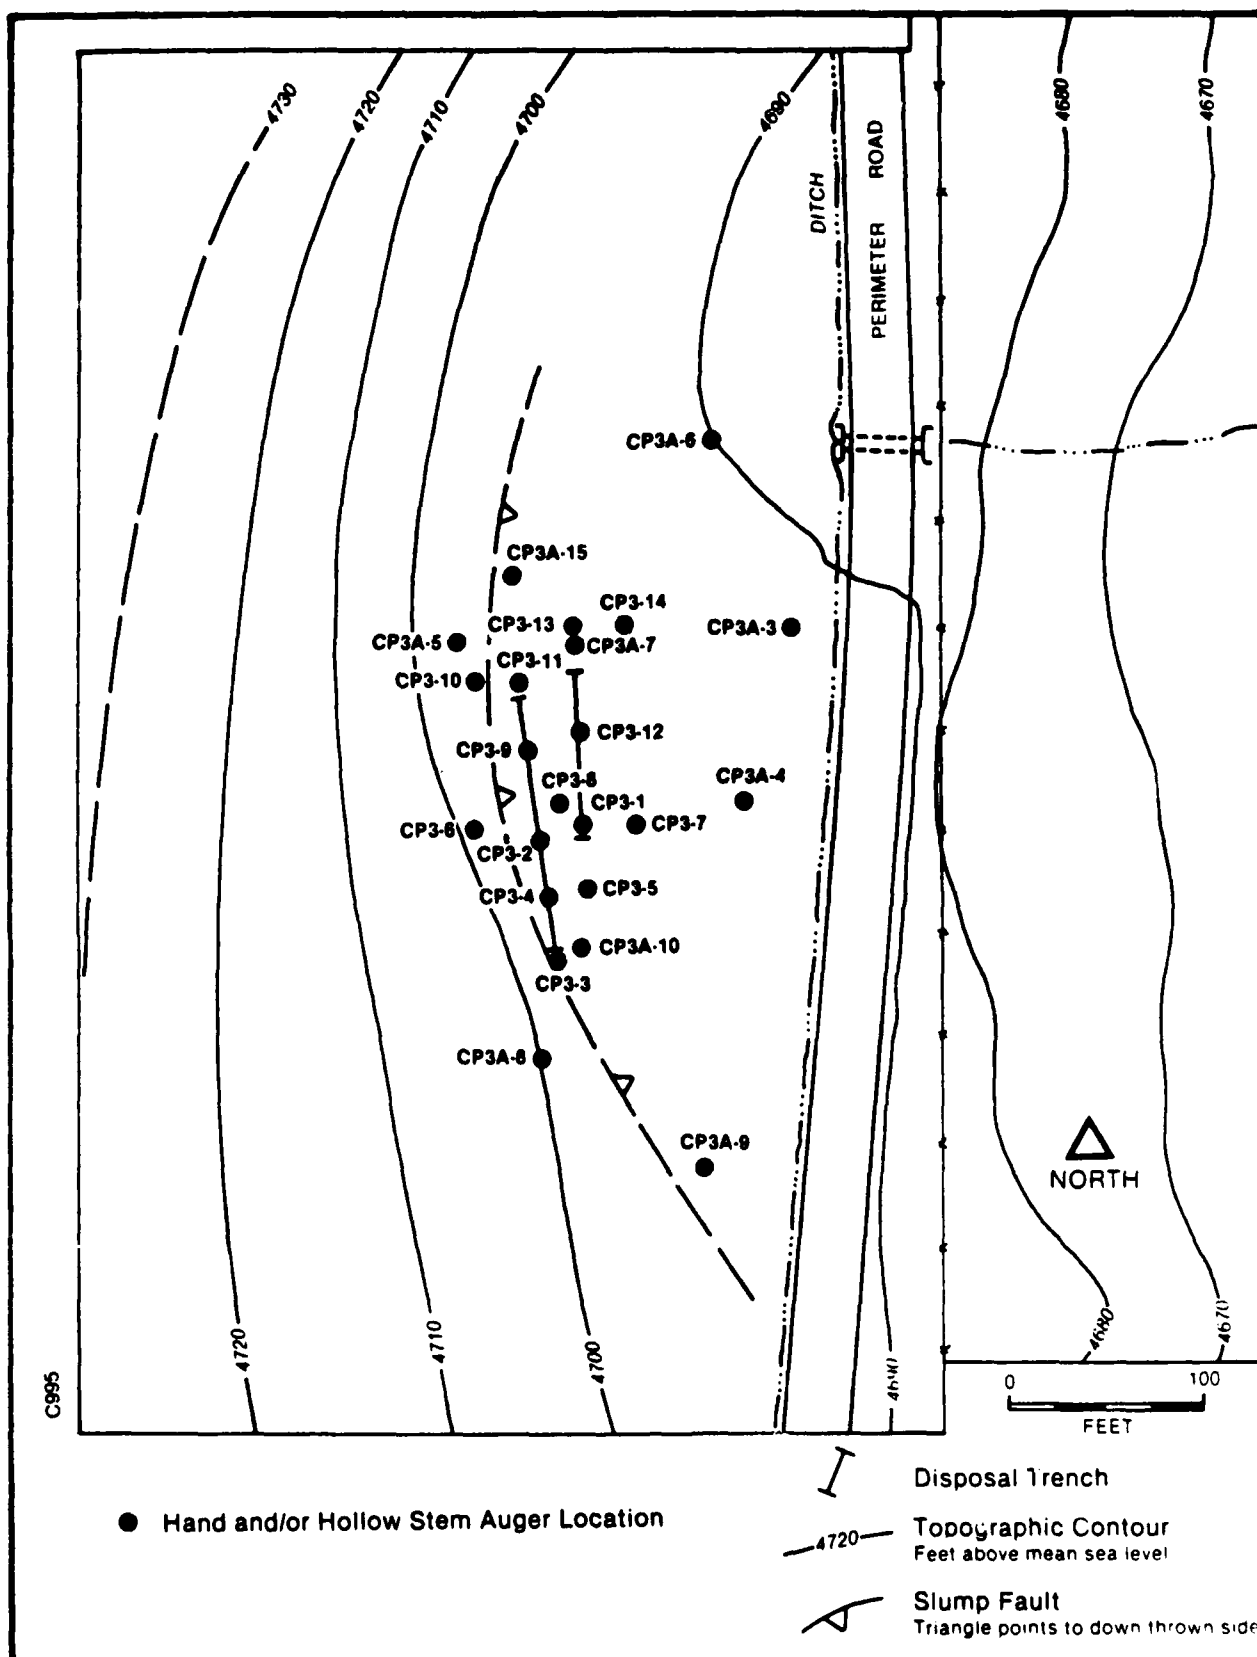 4730
4720
4710
4700
4690
4680
4670
DITCH
PERIMETER ROAD
CP3A-6
CP3A-15
CP3-14
CP3-13
CP3A-3
CP3A-5
CP3A-7
CP3-11
CP3-10
CP3-12
CP3-9
CP3-8
CP3A-4
CP3-1
CP3-6
CP3-7
CP3-2
CP3-4
CP3-5
CP3A-10
CP3-3
CP3A-8
CP3A-9
NORTH
4720
4710
4700
4690
4680
4670
C995
0 100
FEET
Disposal Trench
Hand and/or Hollow Stem Auger Location
4720
Topographic Contour
Feet above mean sea level
Slump Fault
Triangle points to down thrown side